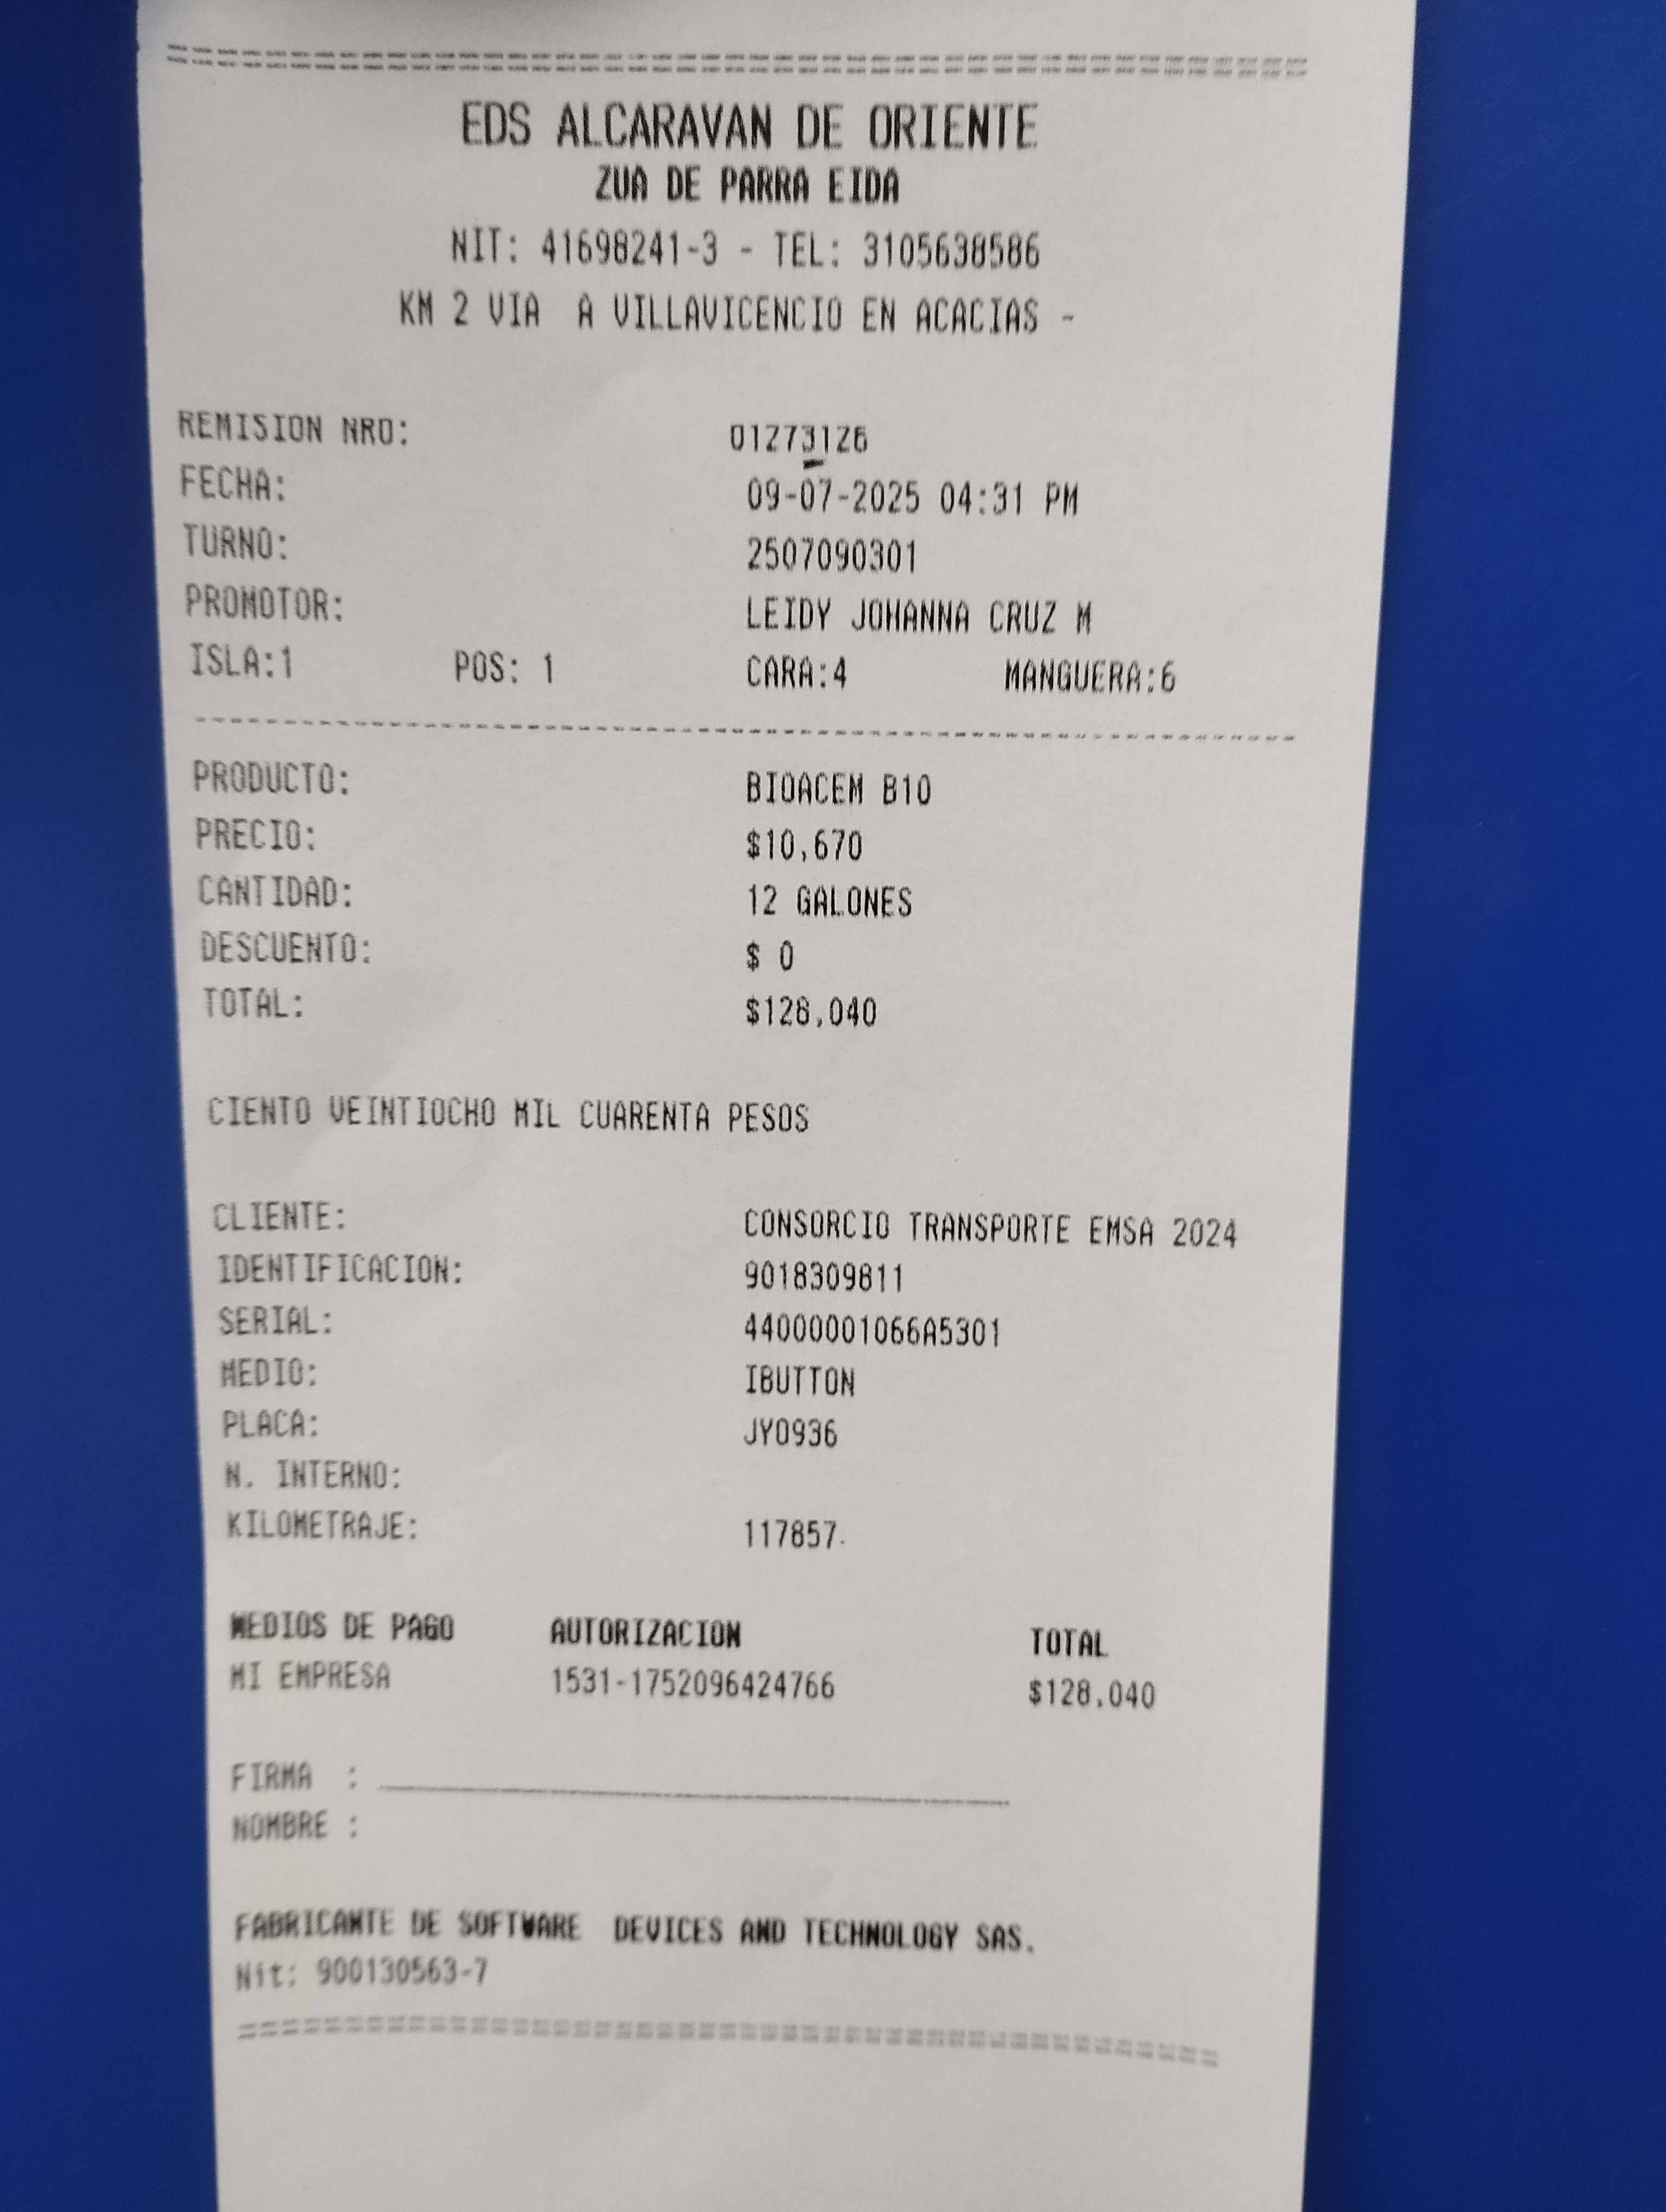 EDS ALCARAVAN DE ORIENTE
ZUA DE PARRA EIDA
NIT: 41698241-3 - TEL: 3105638586
KM 2 VIA A VILLAVICENCIO EN ACACIAS -
REMISION NRO: 01273126
FECHA: 09-07-2025 04:31 PM
TURNO: 2507090301
PROMOTOR: LEIDY JOHANNA CRUZ M
ISLA:1 POS: 1 CARA:4 MANGUERA:6
PRODUCTO: BIOACEM B10
PRECIO: $10,670
CANTIDAD: 12 GALONES
DESCUENTO: $ 0
TOTAL: $128,040
CIENTO VEINTIOCHO MIL CUARENTA PESOS
CLIENTE: CONSORCIO TRANSPORTE EMSA 2024
IDENTIFICACION: 9018309811
SERIAL: 44000001066A5301
MEDIO: IBUTTON
PLACA: JYO936
N. INTERNO:
KILOMETRAJE: 117857.
MEDIOS DE PAGO AUTORIZACION TOTAL
MI EMPRESA 1531-1752096424766 $128,040
FIRMA :
NOMBRE :
FABRICANTE DE SOFTWARE DEVICES AND TECHNOLOGY SAS.
Nit: 900130563-7